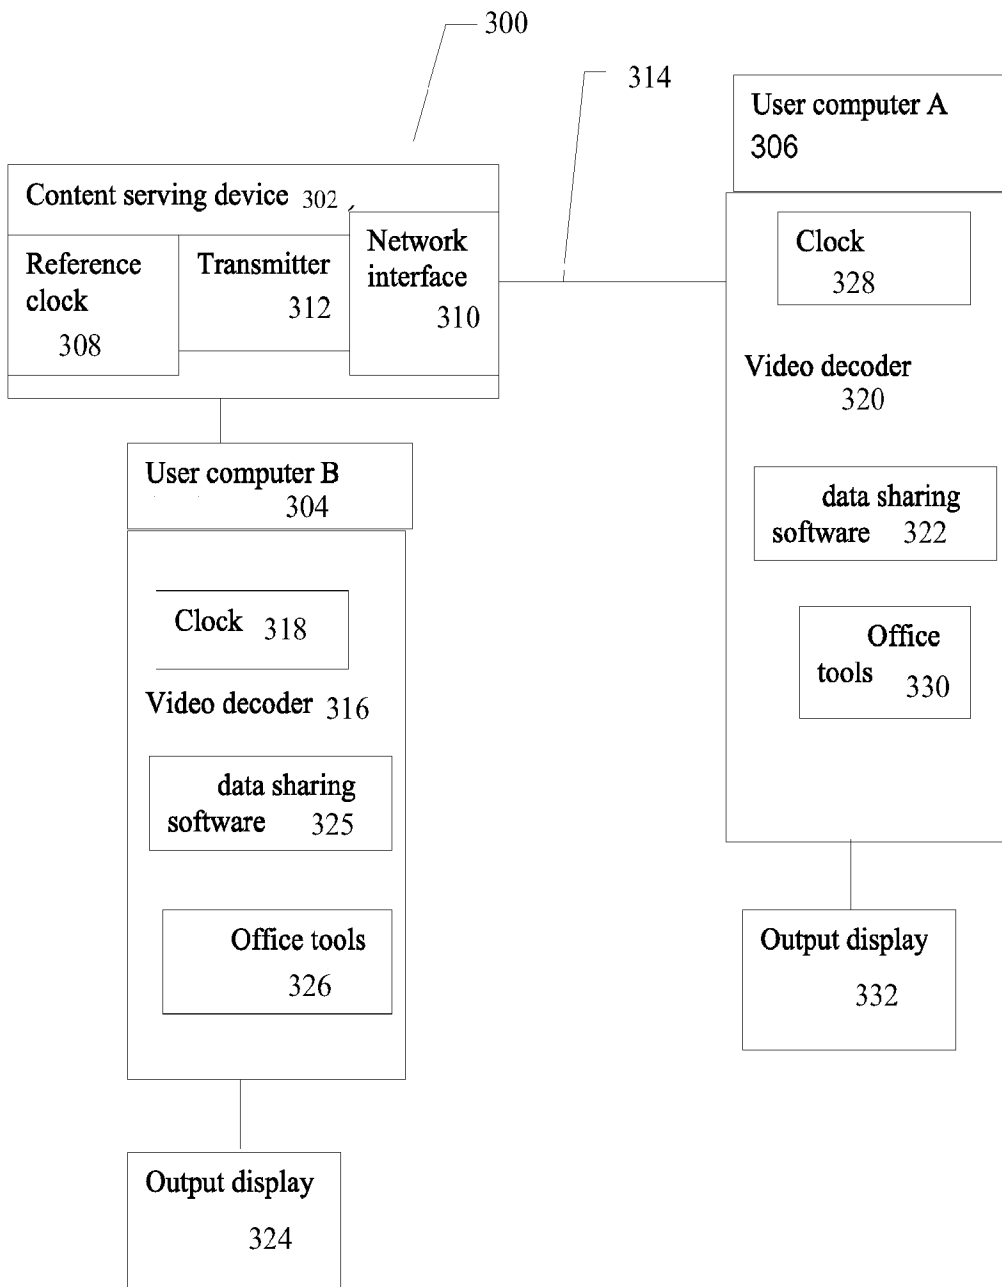 300
314
User computer A
306
Content serving device 302
Reference
clock
308
Transmitter
312
Network
interface
310
Clock
328
Video decoder
320
data sharing
software 322
Office
tools 330
User computer B
304
Clock 318
Video decoder 316
data sharing
software 325
Office tools
326
Output display
332
Output display
324